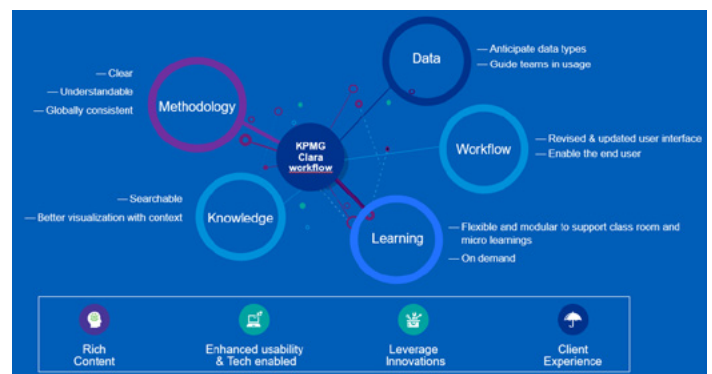 Data
— Anticipate data types
— Guide teams in usage
— Clear
— Understandable
— Globally consistent
Methodology
KPMG
Clara
workflow
Workflow
— Revised & updated user interface
— Enable the end user
— Searchable
— Better visualization with context
Knowledge
Learning
— Flexible and modular to support class room and
micro learnings
— On demand
Rich
Content
Enhanced usability
& Tech enabled
Leverage
Innovations
Client
Experience